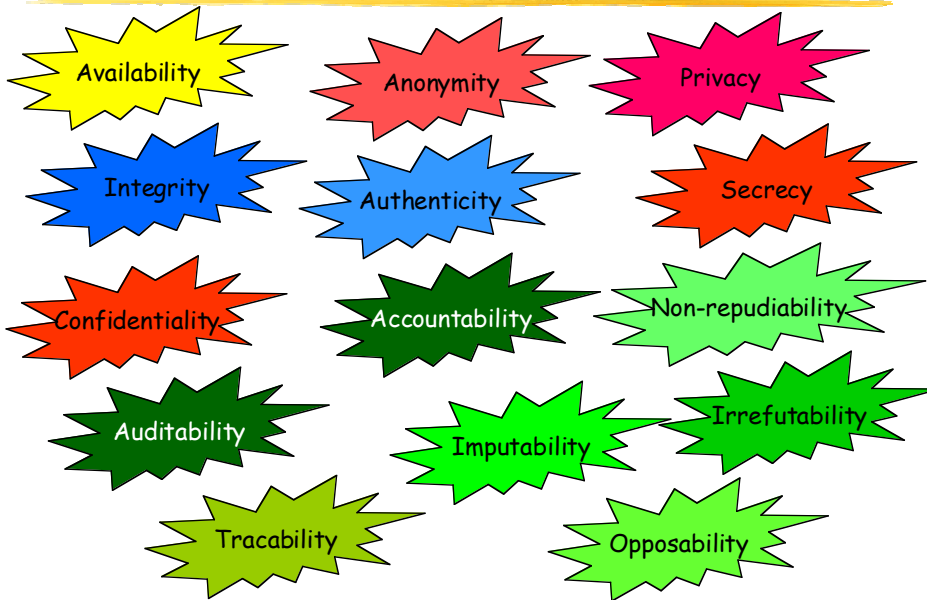 Availability
Anonymity
Privacy
Integrity
Authenticity
Secrecy
Confidentiality
Accountability
Non-repudiability
Auditability
Imputability
Irrefutability
Tracability
Opposability